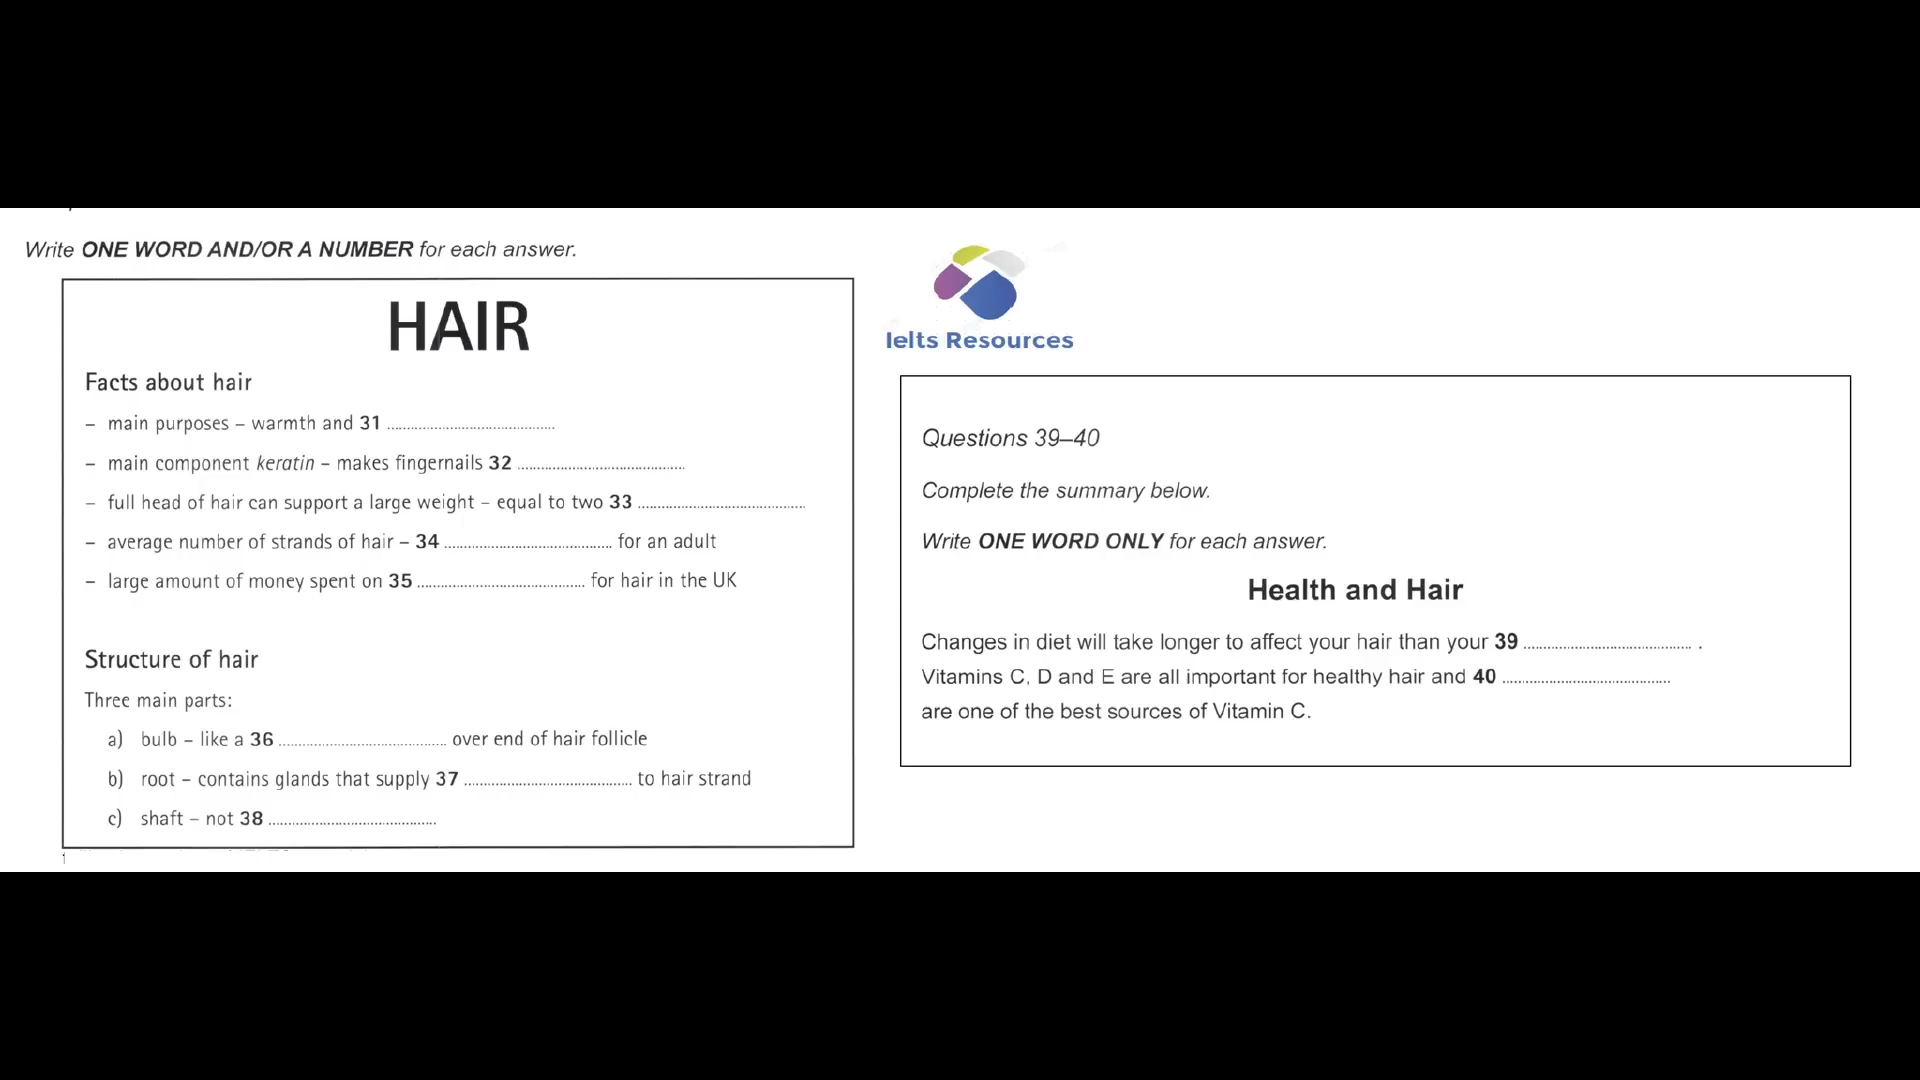 Write ONE WORD AND/OR A NUMBER for each answer.
HAIR
Facts about hair
– main purposes – warmth and 31 ..........................................
– main component keratin – makes fingernails 32 ..........................................
– full head of hair can support a large weight – equal to two 33 ..........................................
– average number of strands of hair – 34 .......................................... for an adult
– large amount of money spent on 35 .......................................... for hair in the UK
Structure of hair
Three main parts:
a) bulb – like a 36 .......................................... over end of hair follicle
b) root – contains glands that supply 37 .......................................... to hair strand
c) shaft – not 38 ..........................................
Ielts Resources
Questions 39–40
Complete the summary below.
Write ONE WORD ONLY for each answer.
Health and Hair
Changes in diet will take longer to affect your hair than your 39 .......................................... .
Vitamins C, D and E are all important for healthy hair and 40 ..........................................
are one of the best sources of Vitamin C.